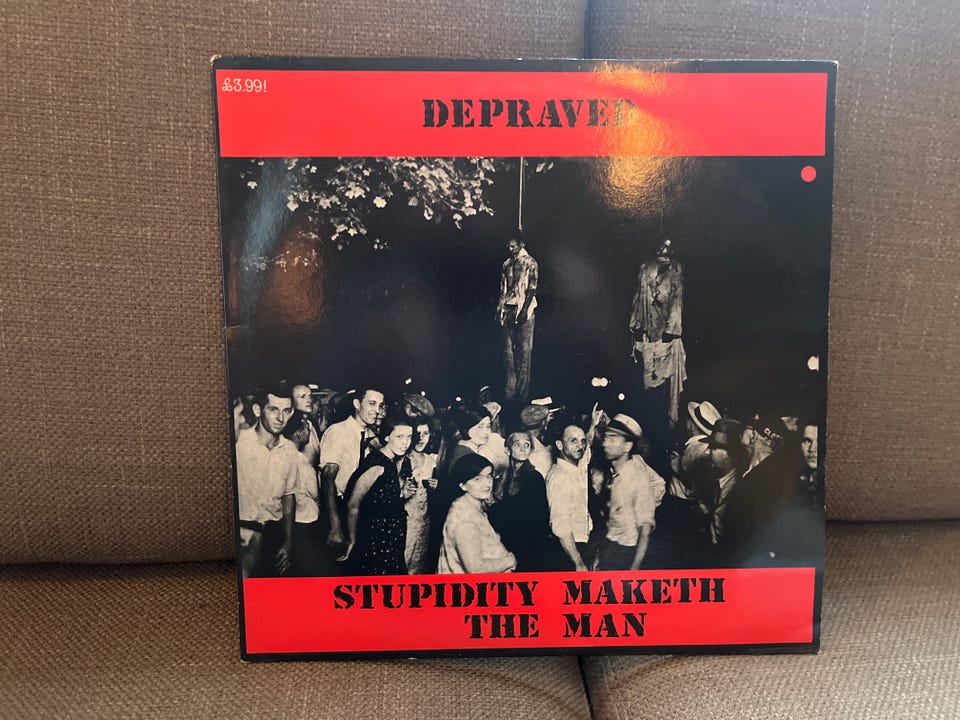 £3.99!
DEPRAVED
STUPIDITY MAKETH
THE MAN